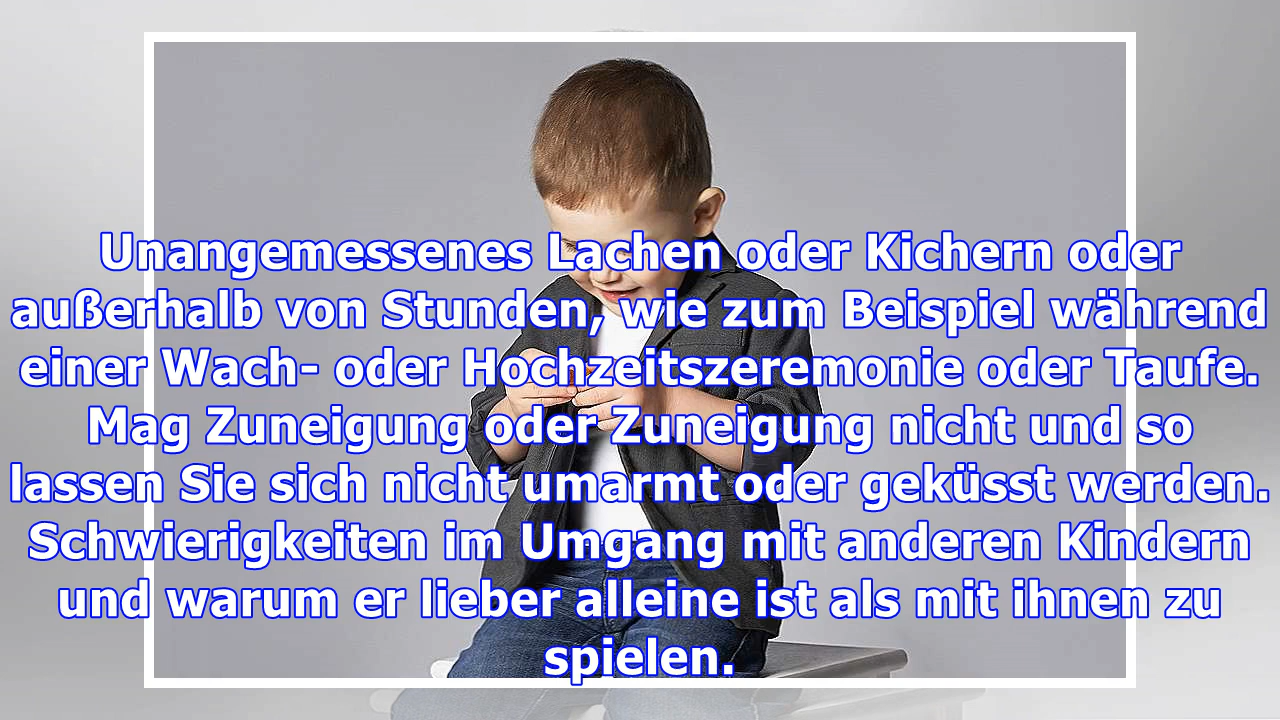 Unangemessenes Lachen oder Kichern oder
außerhalb von Stunden, wie zum Beispiel während
einer Wach- oder Hochzeitszeremonie oder Taufe.
Mag Zuneigung oder Zuneigung nicht und so
lassen Sie sich nicht umarmt oder geküsst werden.
Schwierigkeiten im Umgang mit anderen Kindern
und warum er lieber alleine ist als mit ihnen zu
spielen.